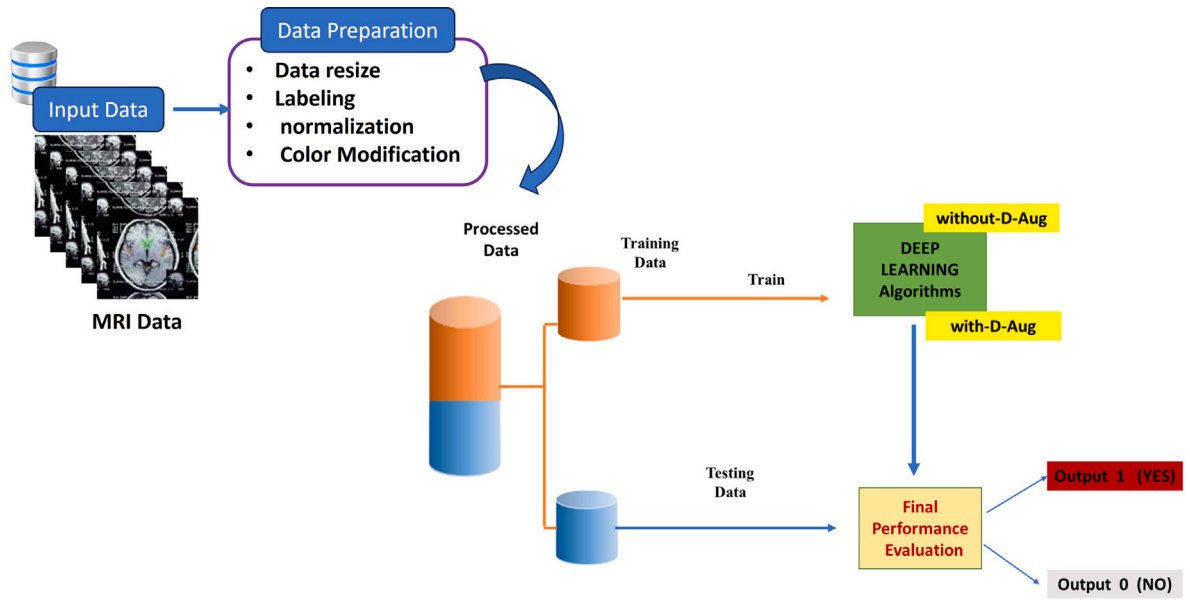 Data Preparation
Input Data
• Data resize
• Labeling
• normalization
• Color Modification
MRI Data
Processed
Data
Training
Data
Train
without-D-Aug
DEEP
LEARNING
Algorithms
with-D-Aug
Testing
Data
Final
Performance
Evaluation
Output 1 (YES)
Output 0 (NO)